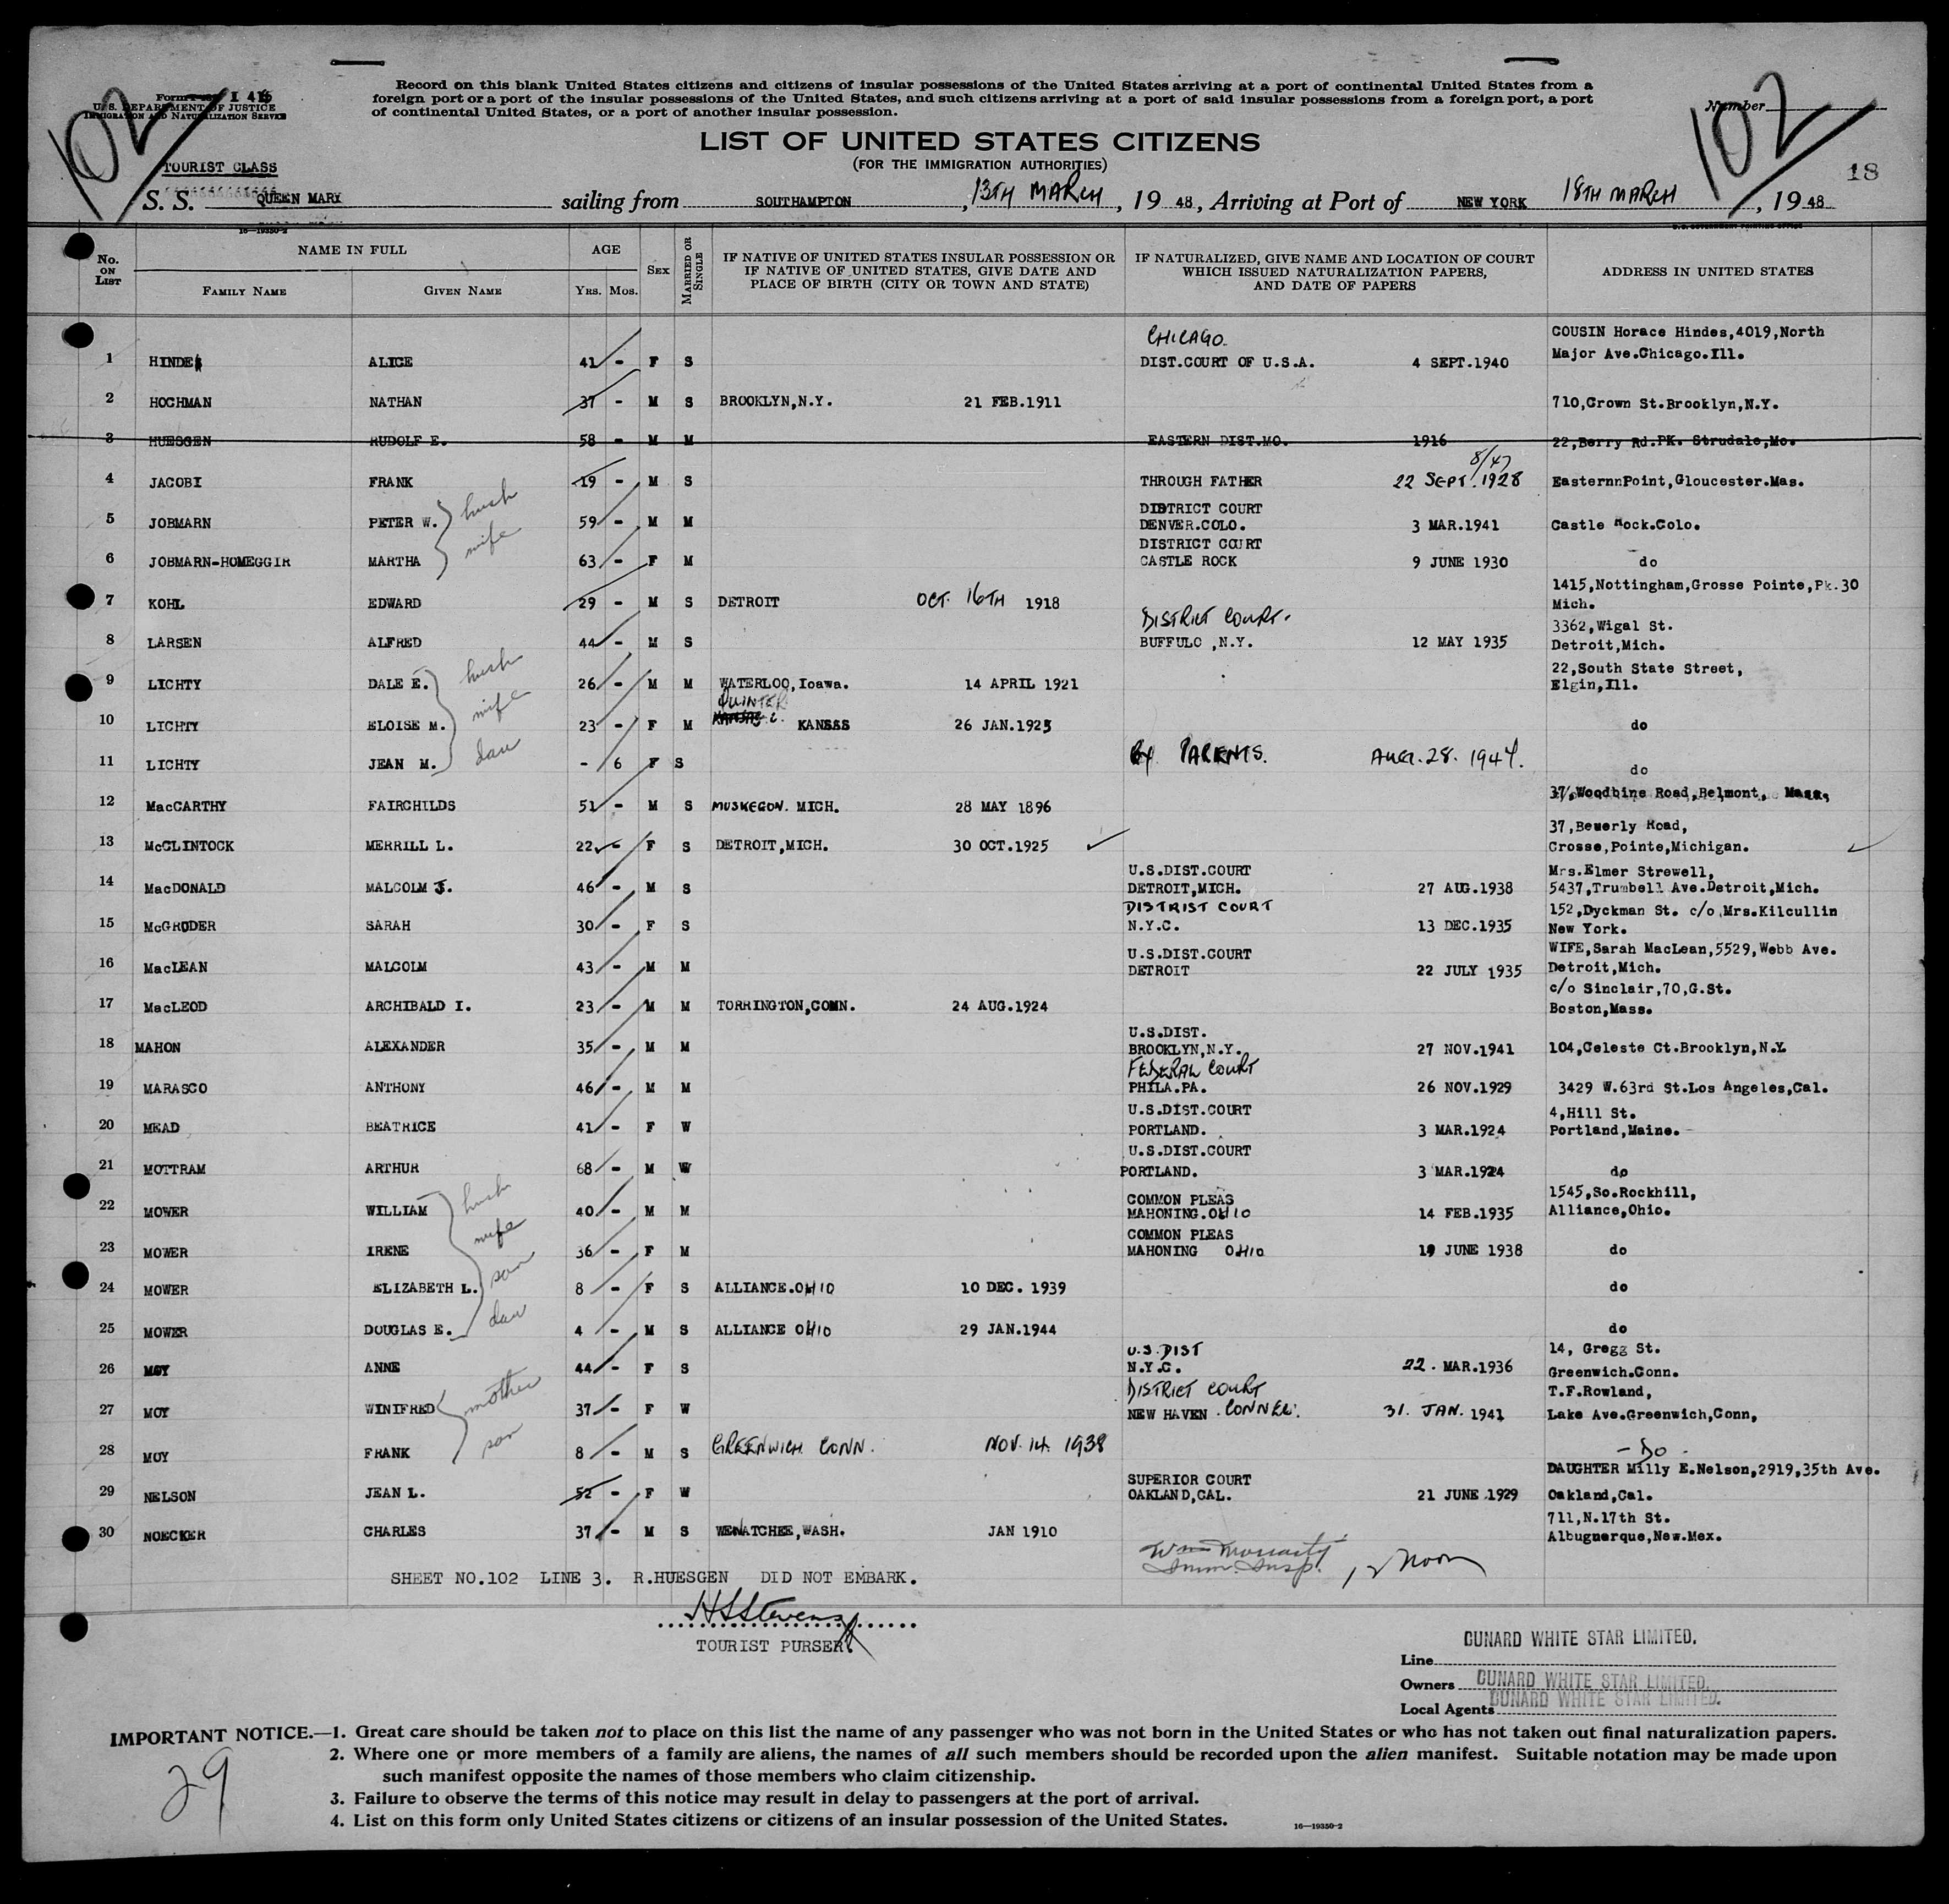 102
Form I 415
U. S. DEPARTMENT OF JUSTICE
IMMIGRATION AND NATURALIZATION SERVICE
Record on this blank United States citizens and citizens of insular possessions of the United States arriving at a port of continental United States from a
foreign port or a port of the insular possessions of the United States, and such citizens arriving at a port of said insular possessions from a foreign port, a port
of continental United States, or a port of another insular possession.
Number
102
18
LIST OF UNITED STATES CITIZENS
(FOR THE IMMIGRATION AUTHORITIES)
TOURIST CLASS
S. S. QUEEN MARY sailing from SOUTHAMPTON, 13TH MARCH, 19 48, Arriving at Port of NEW YORK 18TH MARCH, 19 48
16—19350-2
No. ON LIST
NAME IN FULL
FAMILY NAME GIVEN NAME
AGE
YRS. MOS.
SEX
MARRIED OR SINGLE
IF NATIVE OF UNITED STATES INSULAR POSSESSION OR
IF NATIVE OF UNITED STATES, GIVE DATE AND
PLACE OF BIRTH (CITY OR TOWN AND STATE)
IF NATURALIZED, GIVE NAME AND LOCATION OF COURT
WHICH ISSUED NATURALIZATION PAPERS,
AND DATE OF PAPERS
ADDRESS IN UNITED STATES
CHICAGO. COUSIN Horace Hindes,4019,North
1 HINDES ALICE 41 - F S DIST.COURT OF U.S.A. 4 SEPT.1940 Major Ave.Chicago.Ill.
2 HOCHMAN NATHAN 37 - M S BROOKLYN,N.Y. 21 FEB.1911 710,Crown St.Brooklyn,N.Y.
3 HUESGEN RUDOLF E. 58 - M M EASTERN DIST.MO. 1916 22,Berry Rd.PK. Strudale,Mo.
8/47
4 JACOBI FRANK 19 - M S THROUGH FATHER 22 SEPT.1928 EasternnPoint,Gloucester.Mas.
husb
DISTRICT COURT
5 JOBMARN PETER W. 59 - M M DENVER.COLO. 3 MAR.1941 Castle Rock.Colo.
wife
DISTRICT COURT
6 JOBMARN-HOMEGGIR MARTHA 63 - F M CASTLE ROCK 9 JUNE 1930 do
1415,Nottingham,Grosse Pointe,Pk.30
7 KOHL EDWARD 29 - M S DETROIT OCT. 16TH 1918 Mich.
DISTRICT COURT. 3362,Wigal St.
8 LARSEN ALFRED 44 - M S BUFFULO ,N.Y. 12 MAY 1935 Detroit,Mich.
husb 22,South State Street,
9 LICHTY DALE E. 26 - M M WATERLOO,Ioawa. 14 APRIL 1921 Elgin,Ill.
wife QUINTER
10 LICHTY ELOISE M. 23 - F M KANSAS 26 JAN.1925 do
dau
11 LICHTY JEAN M. - 6 F S BY PARENTS. AUG.28.1947. do
12 MacCARTHY FAIRCHILDS 51 - M S MUSKEGON. MICH. 28 MAY 1896 37,Woodbine Road,Belmont, Mass,
37,Beuerly Road,
13 McCLINTOCK MERRILL L. 22 - F S DETROIT,MICH. 30 OCT.1925 Crosse,Pointe,Michigan.
U.S.DIST.COURT Mrs.Elmer Strewell,
14 MacDONALD MALCOLM J. 46 - M S DETROIT,MICH. 27 AUG.1938 5437,Trumbell Ave.Detroit,Mich.
DISTRIST COURT 152,Dyckman St. c/o Mrs.Kilcullin
15 McGRUDER SARAH 30 - F S N.Y.C. 13 DEC.1935 New York.
U.S.DIST.COURT WIFE,Sarah MacLean,5529,Webb Ave.
16 MacLEAN MALCOLM 43 - M M DETROIT 22 JULY 1935 Detroit,Mich.
c/o Sinclair,70,G.St.
17 MacLEOD ARCHIBALD I. 23 - M M TORRINGTON,CONN. 24 AUG.1924 Boston,Mass.
U.S.DIST.
18 MAHON ALEXANDER 35 - M M BROOKLYN,N.Y. 27 NOV.1941 104,Celeste Ct.Brooklyn,N.Y.
FEDERAL COURT
19 MARASCO ANTHONY 46 - M M PHILA.PA. 26 NOV.1929 3429 W.63rd St.Los Angeles,Cal.
U.S.DIST.COURT 4,Hill St.
20 MEAD BEATRICE 41 - F W PORTLAND. 3 MAR.1924 Portland,Maine.
U.S.DIST.COURT
21 MOTTRAM ARTHUR 68 - M W PORTLAND. 3 MAR.1924 do
husb COMMON PLEAS 1545,So.Rockhill,
22 MOWER WILLIAM 40 - M M MAHONING.OHIO 14 FEB.1935 Alliance,Ohio.
wife COMMON PLEAS
23 MOWER IRENE 36 - F M MAHONING OHIO 19 JUNE 1938 do
son
24 MOWER ELIZABETH L. 8 - F S ALLIANCE.OHIO 10 DEC. 1939 do
dau
25 MOWER DOUGLAS E. 4 - M S ALLIANCE OHIO 29 JAN.1944 do
U.S.DIST 14, Gregg St.
26 MOY ANNE 44 - F S N.Y.C. 22. MAR.1936 Greenwich.Conn.
mother DISTRICT COURT T.F.Rowland,
27 MOY WINIFRED 37 - F W NEW HAVEN .CONNEC. 31. JAN. 1941 Lake Ave.Greenwich,Conn,
son
28 MOY FRANK 8 - M S GREENWICH CONN. NOV.14. 1938 - DO -
SUPERIOR COURT DAUGHTER Milly E.Nelson,2919,35th Ave.
29 NELSON JEAN L. 52 - F W OAKLAND,CAL. 21 JUNE 1929 Oakland,Cal.
711,N.17th St.
30 NOECKER CHARLES 37 - M S WENATCHEE,WASH. JAN 1910 Albugnerque,New.Mex.
Wm Moriarity
Imm. Insp. 12 Noon
SHEET NO.102 LINE 3. R.HUESGEN DID NOT EMBARK.
HSStevens
TOURIST PURSER.
CUNARD WHITE STAR LIMITED.
Line
Owners CUNARD WHITE STAR LIMITED.
Local Agents CUNARD WHITE STAR LIMITED.
IMPORTANT NOTICE.—1. Great care should be taken not to place on this list the name of any passenger who was not born in the United States or who has not taken out final naturalization papers.
2. Where one or more members of a family are aliens, the names of all such members should be recorded upon the alien manifest. Suitable notation may be made upon
such manifest opposite the names of those members who claim citizenship.
3. Failure to observe the terms of this notice may result in delay to passengers at the port of arrival.
4. List on this form only United States citizens or citizens of an insular possession of the United States.
16—19350-2
29